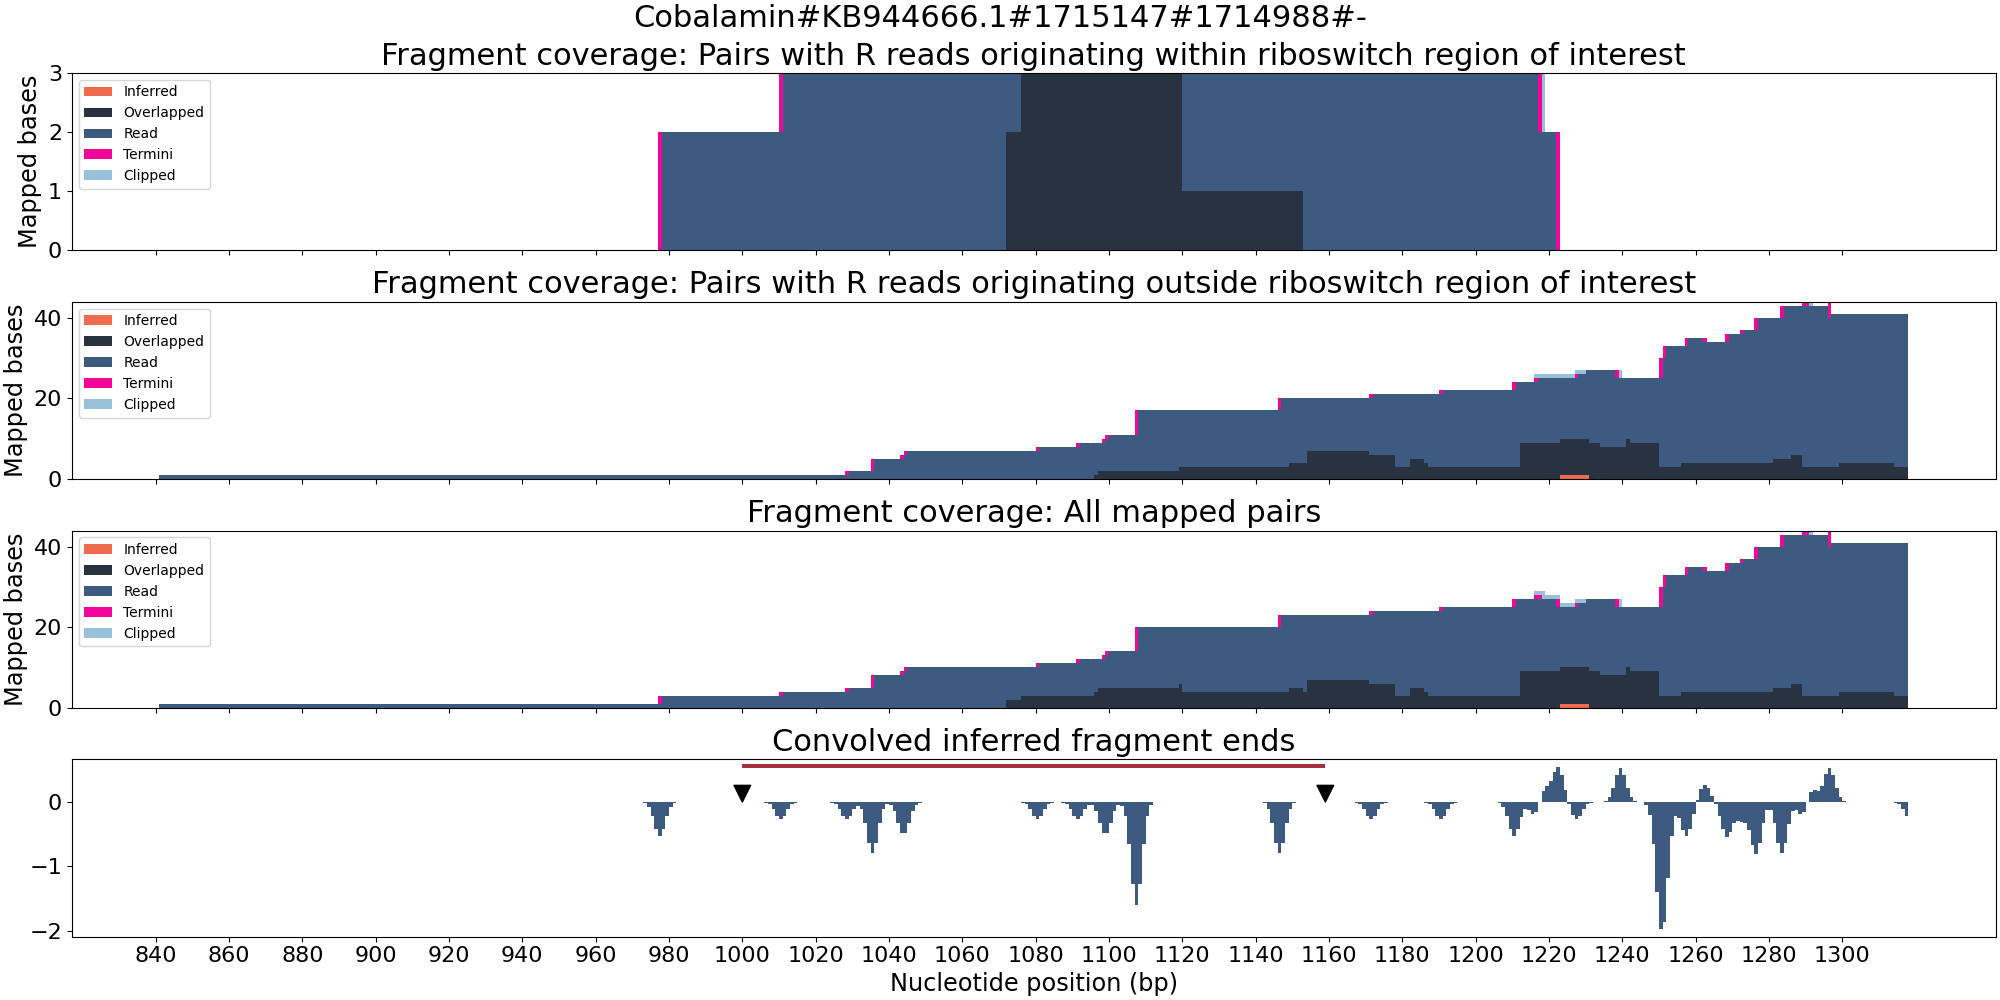 Cobalamin#KB944666.1#1715147#1714988#-
Fragment coverage: Pairs with R reads originating within riboswitch region of interest
Mapped bases
3
2
1
0
Inferred
Overlapped
Read
Termini
Clipped
Fragment coverage: Pairs with R reads originating outside riboswitch region of interest
Mapped bases
40
20
0
Inferred
Overlapped
Read
Termini
Clipped
Fragment coverage: All mapped pairs
Mapped bases
40
20
0
Inferred
Overlapped
Read
Termini
Clipped
Convolved inferred fragment ends
0
−1
−2
840 860 880 900 920 940 960 980 1000 1020 1040 1060 1080 1100 1120 1140 1160 1180 1200 1220 1240 1260 1280 1300
Nucleotide position (bp)